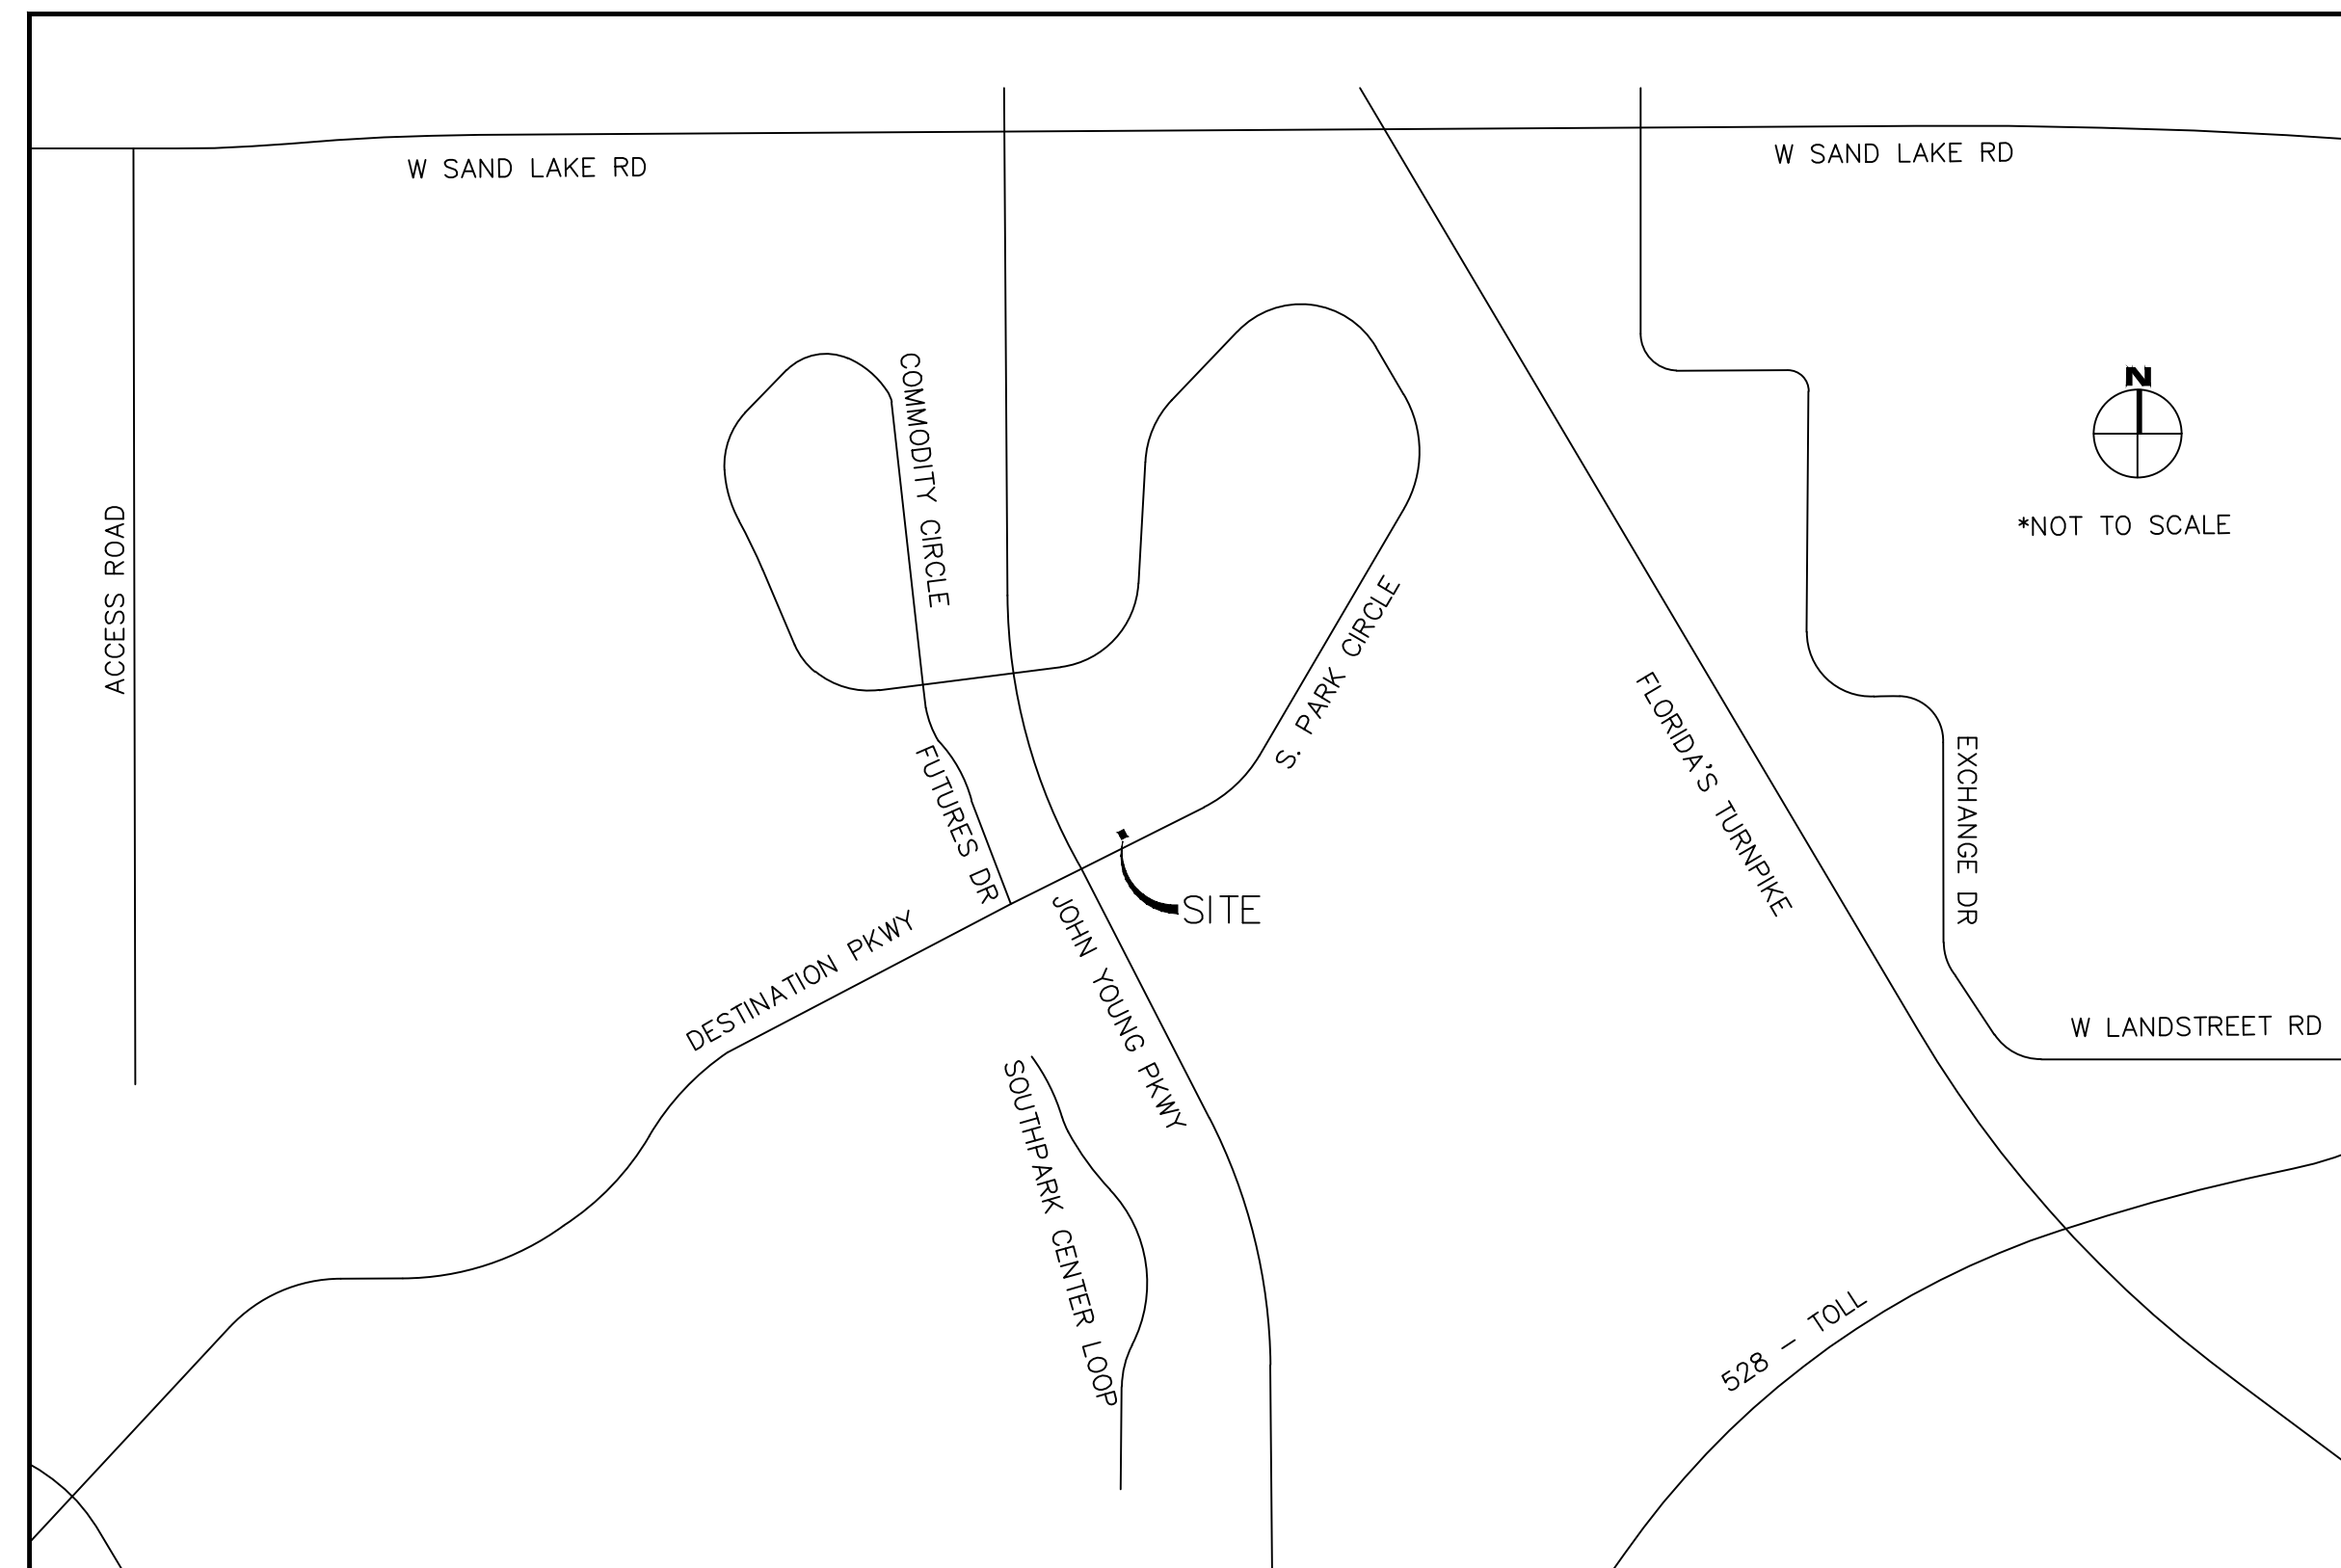 W SAND LAKE RD
W SAND LAKE RD
COMMODITY CIRCLE
N
*NOT TO SCALE
ACCESS ROAD
S. PARK CIRCLE
FLORIDA'S TURNPIKE
EXCHANGE DR
FUTURES DR
SITE
JOHN YOUNG PKWY
DESTINATION PKWY
W LANDSTREET RD
SOUTHPARK CENTER LOOP
528 - TOLL